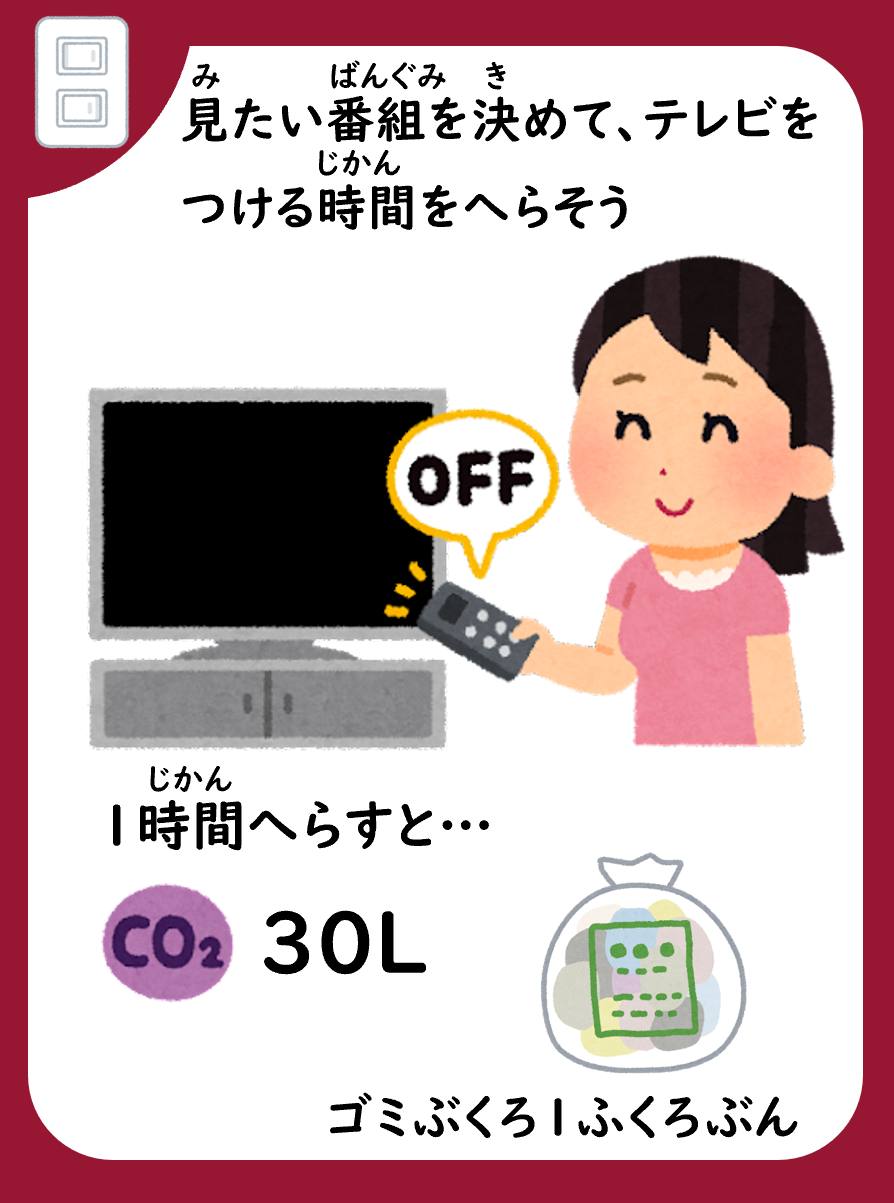 み ばんぐみ き
見たい番組を決めて、テレビを
じかん
つける時間をへらそう
OFF
じかん
1時間へらすと…
CO₂ 30L
ゴミぶくろ1ふくろぶん